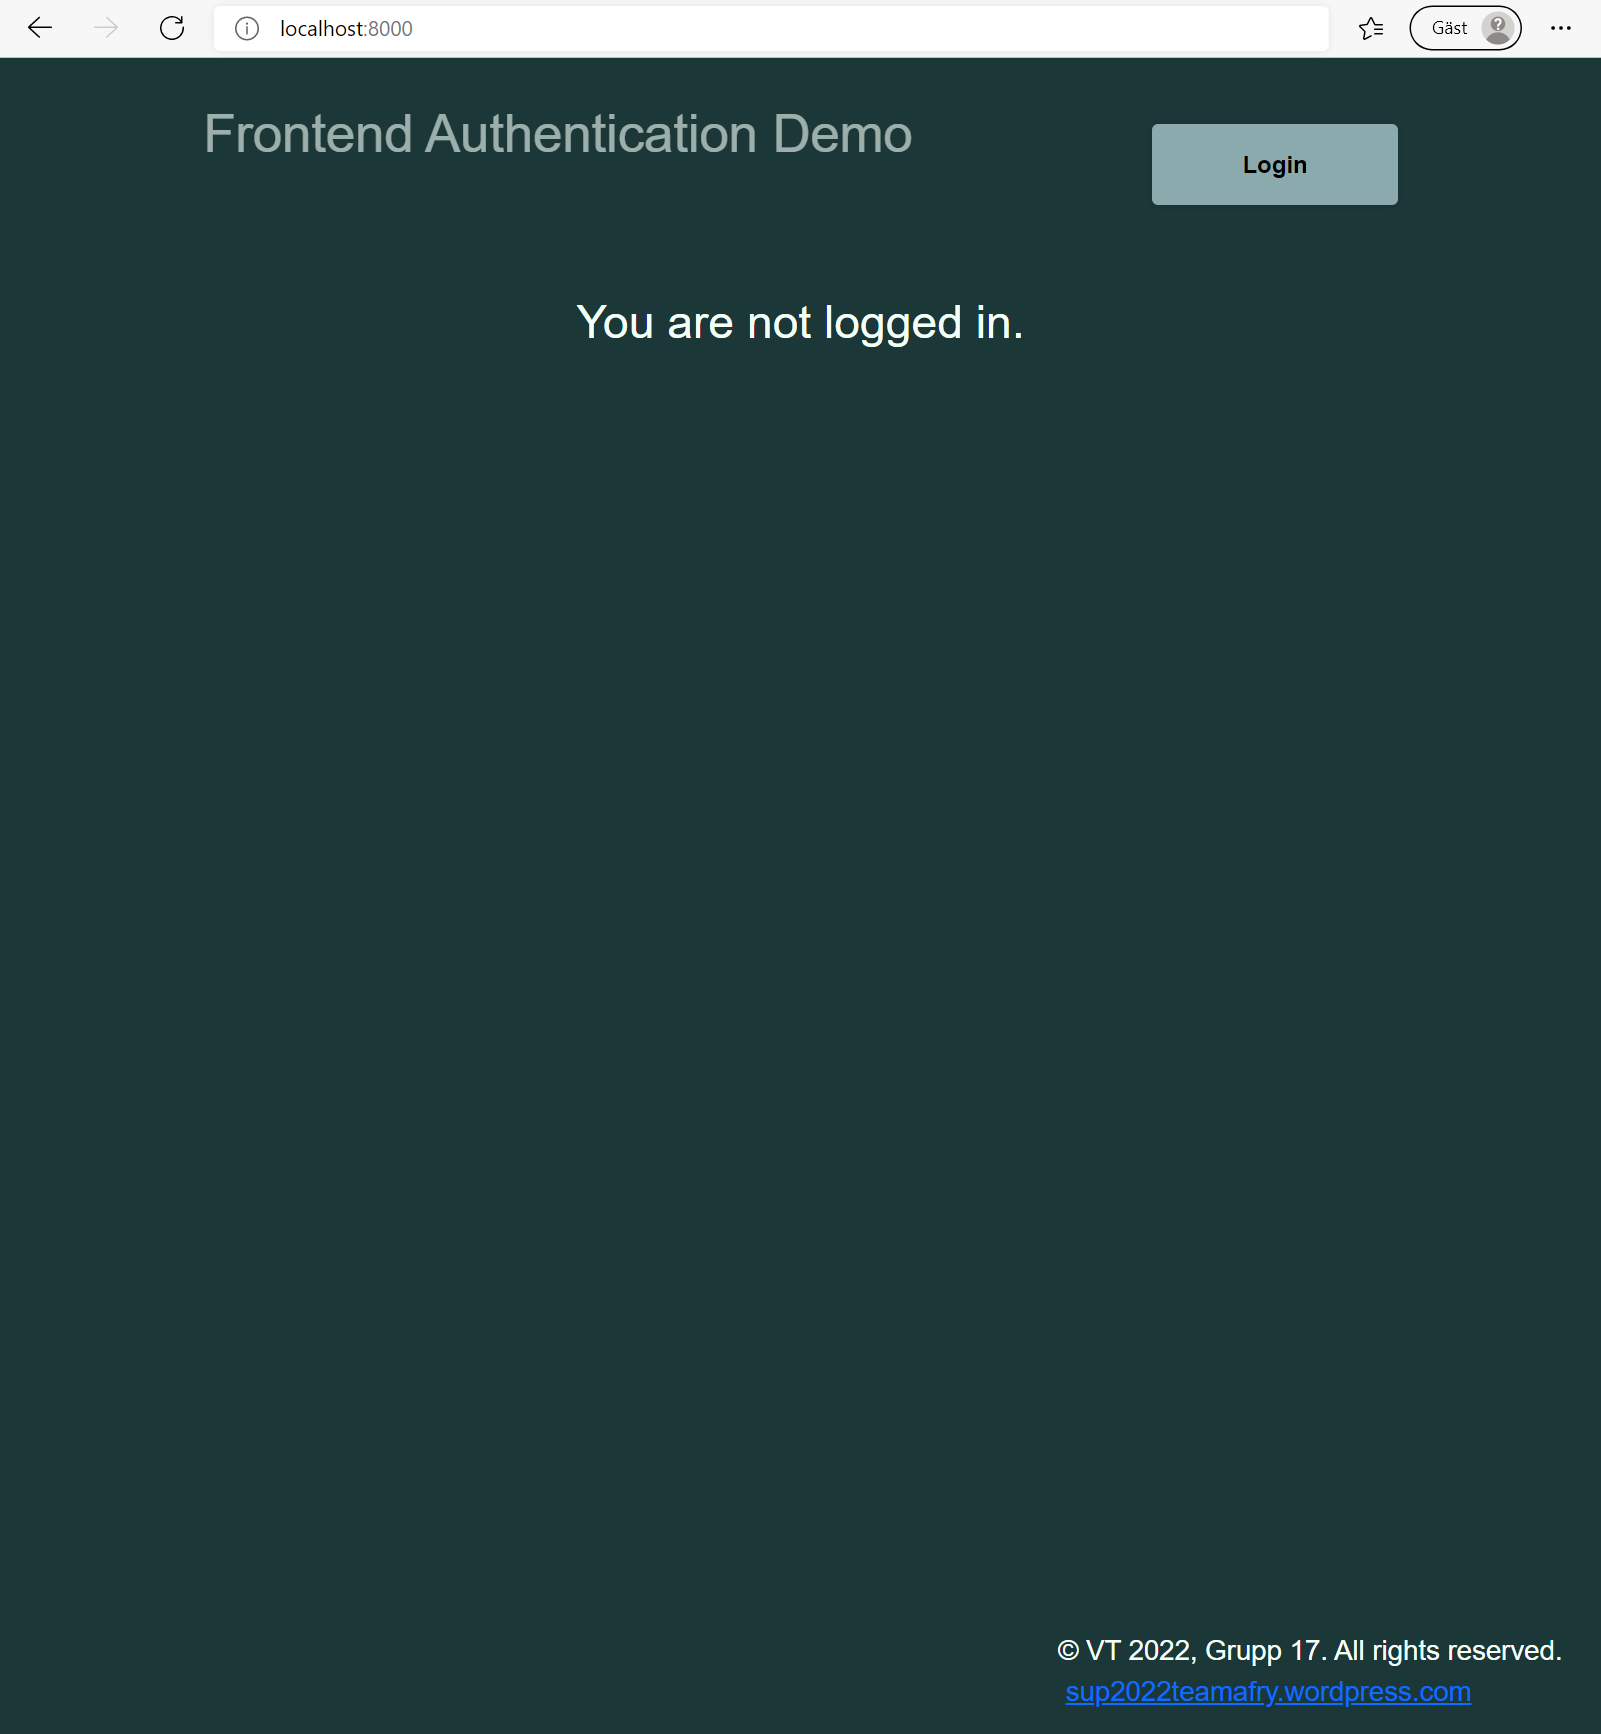 localhost:8000
Gäst
Frontend Authentication Demo
Login
You are not logged in.
© VT 2022, Grupp 17. All rights reserved.
sup2022teamafry.wordpress.com